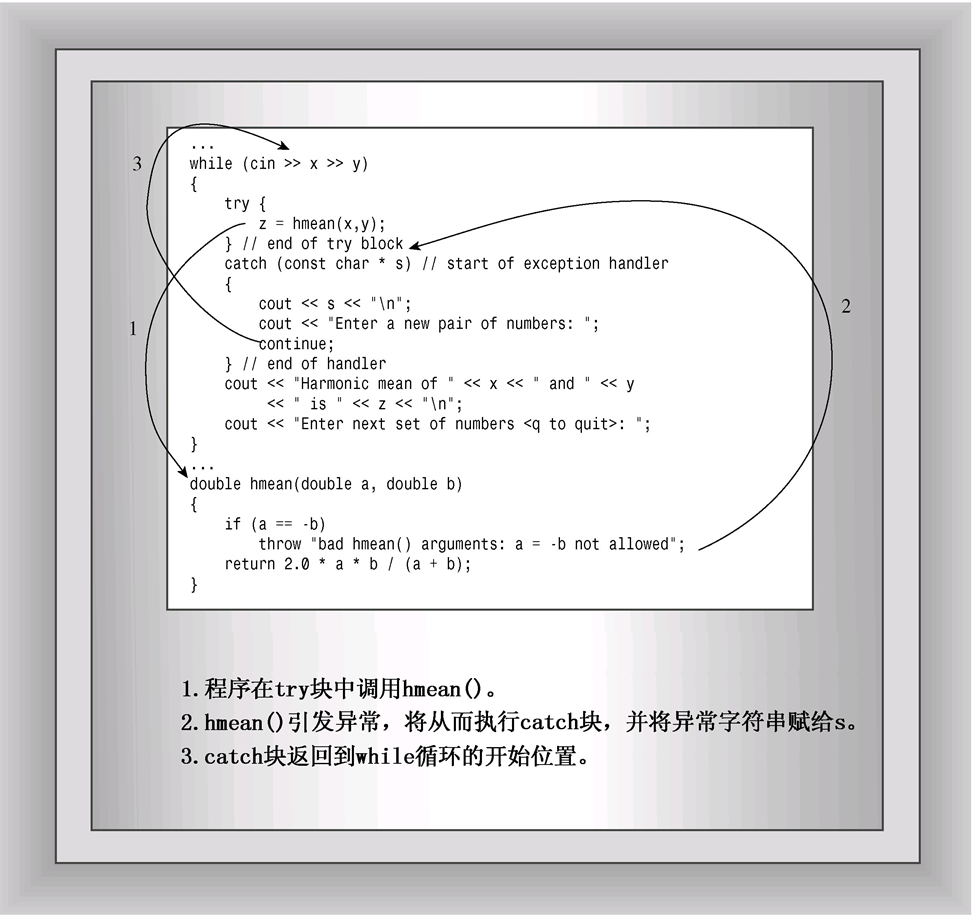 ...
while (cin >> x >> y)
{
    try {
        z = hmean(x,y);
    } // end of try block
    catch (const char * s) // start of exception handler
    {
        cout << s << "\n";
        cout << "Enter a new pair of numbers: ";
        continue;
    } // end of handler
    cout << "Harmonic mean of " << x << " and " << y
         << " is " << z << "\n";
    cout << "Enter next set of numbers <q to quit>: ";
}
...
double hmean(double a, double b)
{
    if (a == -b)
        throw "bad hmean() arguments: a = -b not allowed";
    return 2.0 * a * b / (a + b);
}
3
1
2
1.程序在try块中调用hmean()。
2.hmean()引发异常，将从而执行catch块，并将异常字符串赋给s。
3.catch块返回到while循环的开始位置。